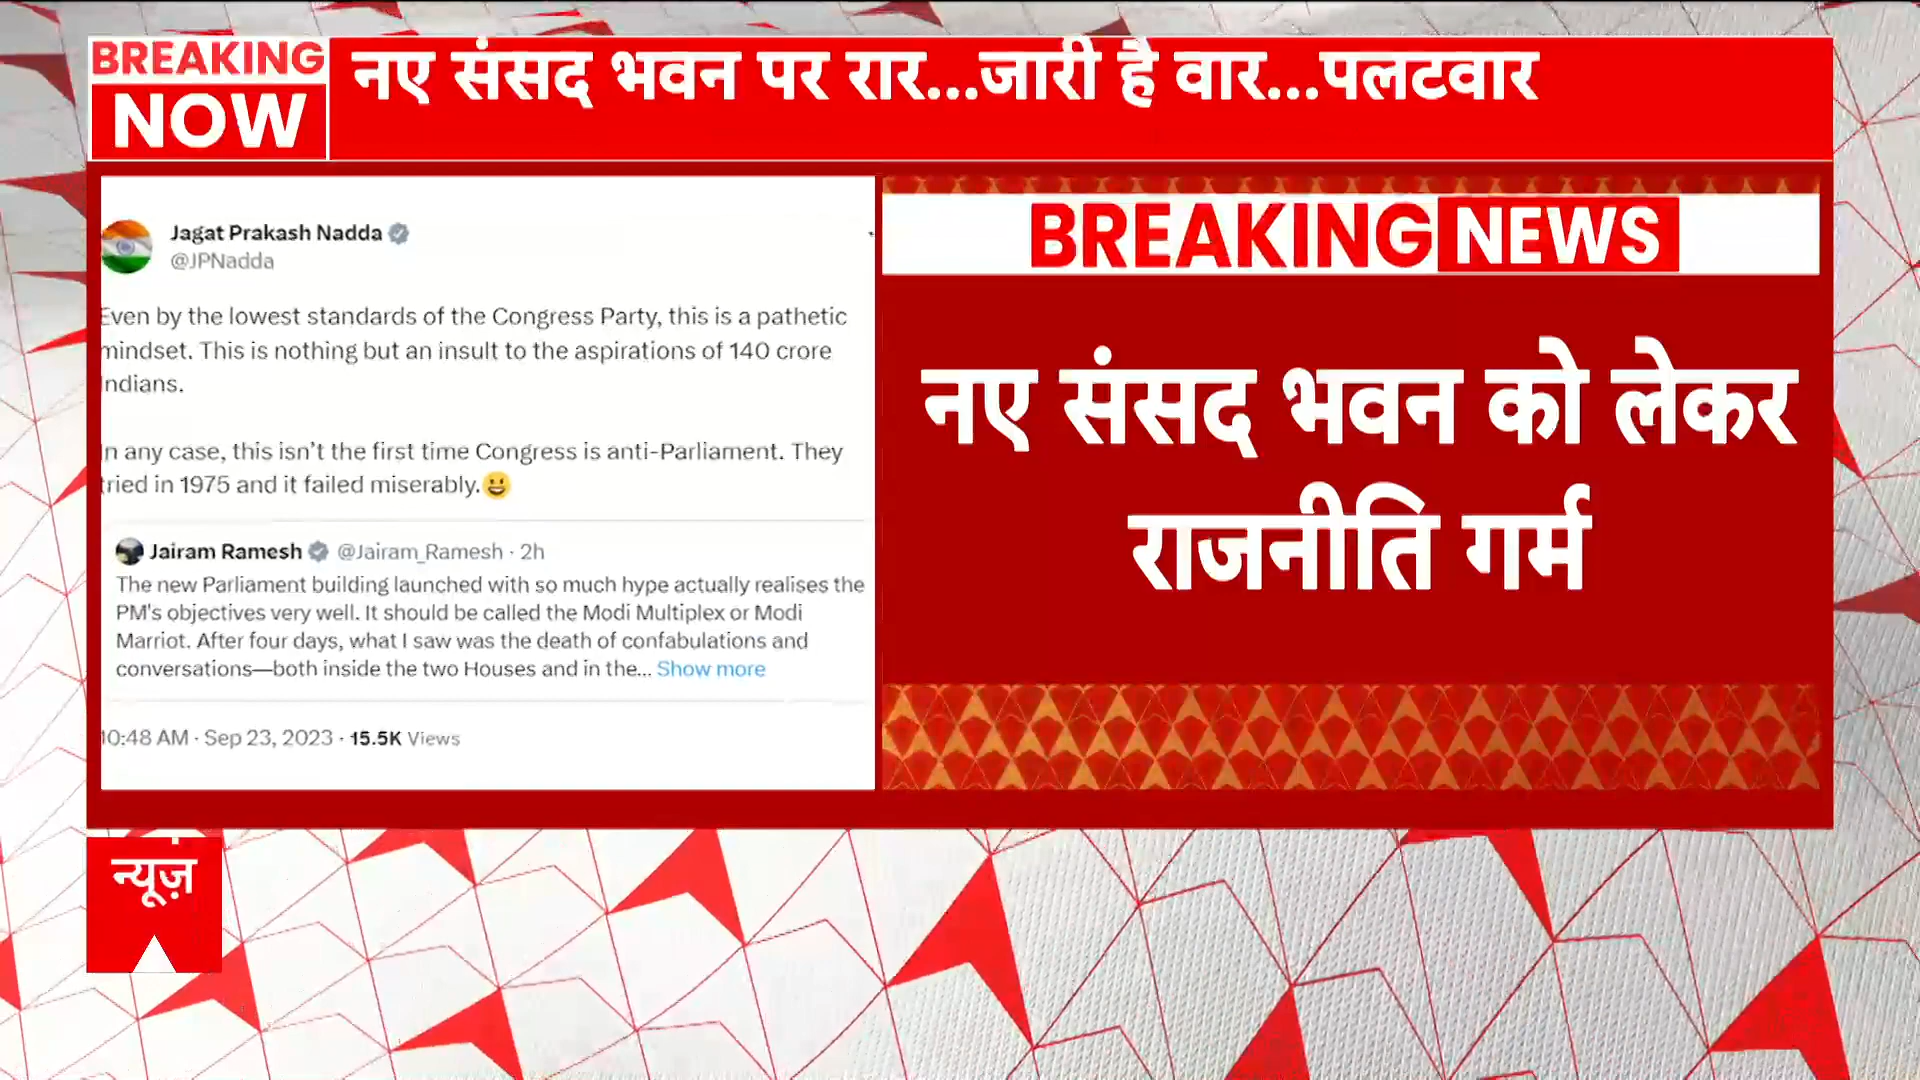 BREAKING
NOW
नए संसद भवन पर रार...जारी है वार...पलटवार
Jagat Prakash Nadda
@JPNadda
Even by the lowest standards of the Congress Party, this is a pathetic
mindset. This is nothing but an insult to the aspirations of 140 crore
Indians.
In any case, this isn't the first time Congress is anti-Parliament. They
tried in 1975 and it failed miserably.😀
Jairam Ramesh @Jairam_Ramesh · 2h
The new Parliament building launched with so much hype actually realises the
PM's objectives very well. It should be called the Modi Multiplex or Modi
Marriot. After four days, what I saw was the death of confabulations and
conversations—both inside the two Houses and in the... Show more
10:48 AM · Sep 23, 2023 · 15.5K Views
BREAKING NEWS
नए संसद भवन को लेकर
राजनीति गर्म
न्यूज़